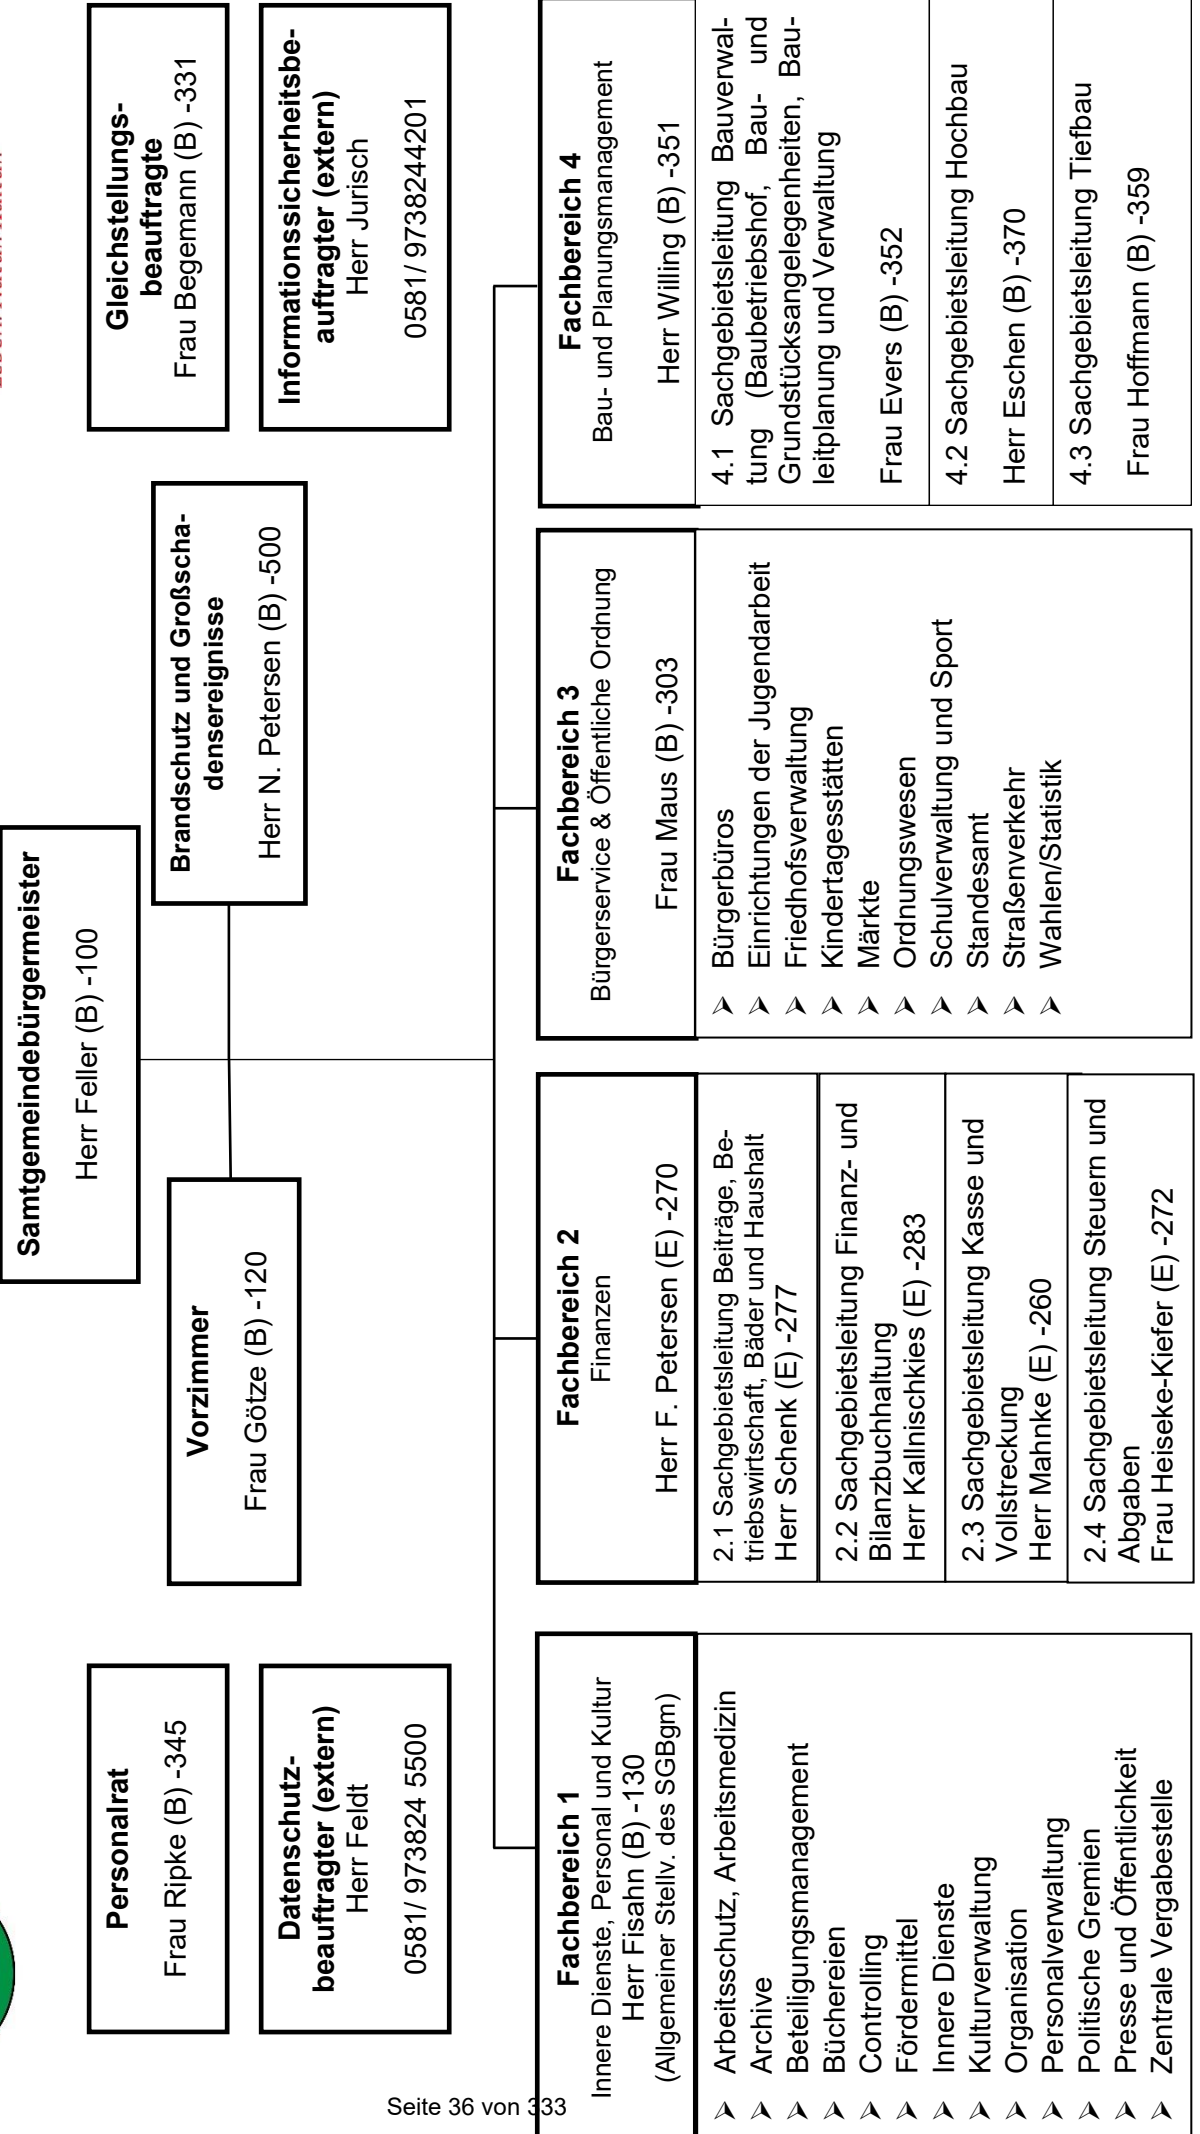 Samtgemeindebürgermeister
Herr Feller (B) -100
Personalrat
Frau Ripke (B) -345
Datenschutz-
beauftragter (extern)
Herr Feldt
0581/ 973824 5500
Vorzimmer
Frau Götze (B) -120
Brandschutz und Großscha-
densereignisse
Herr N. Petersen (B) -500
Gleichstellungs-
beauftragte
Frau Begemann (B) -331
Informationssicherheitsbe-
auftragter (extern)
Herr Jurisch
0581/ 9738244201
Fachbereich 1
Innere Dienste, Personal und Kultur
Herr Fisahn (B) -130
(Allgemeiner Stellv. des SGBgm)
➢ Arbeitsschutz, Arbeitsmedizin
➢ Archive
➢ Beteiligungsmanagement
➢ Büchereien
➢ Controlling
➢ Fördermittel
➢ Innere Dienste
➢ Kulturverwaltung
➢ Organisation
➢ Personalverwaltung
➢ Politische Gremien
➢ Presse und Öffentlichkeit
➢ Zentrale Vergabestelle
Fachbereich 2
Finanzen
Herr F. Petersen (E) -270
2.1 Sachgebietsleitung Beiträge, Be-
triebswirtschaft, Bäder und Haushalt
Herr Schenk (E) -277
2.2 Sachgebietsleitung Finanz- und
Bilanzbuchhaltung
Herr Kallnischkies (E) -283
2.3 Sachgebietsleitung Kasse und
Vollstreckung
Herr Mahnke (E) -260
2.4 Sachgebietsleitung Steuern und
Abgaben
Frau Heiseke-Kiefer (E) -272
Fachbereich 3
Bürgerservice & Öffentliche Ordnung
Frau Maus (B) -303
➢ Bürgerbüros
➢ Einrichtungen der Jugendarbeit
➢ Friedhofsverwaltung
➢ Kindertagesstätten
➢ Märkte
➢ Ordnungswesen
➢ Schulverwaltung und Sport
➢ Standesamt
➢ Straßenverkehr
➢ Wahlen/Statistik
Fachbereich 4
Bau- und Planungsmanagement
Herr Willing (B) -351
4.1 Sachgebietsleitung Bauverwal-
tung (Baubetriebshof, Bau- und
Grundstücksangelegenheiten, Bau-
leitplanung und Verwaltung
Frau Evers (B) -352
4.2 Sachgebietsleitung Hochbau
Herr Eschen (B) -370
4.3 Sachgebietsleitung Tiefbau
Frau Hoffmann (B) -359
Seite 36 von 333